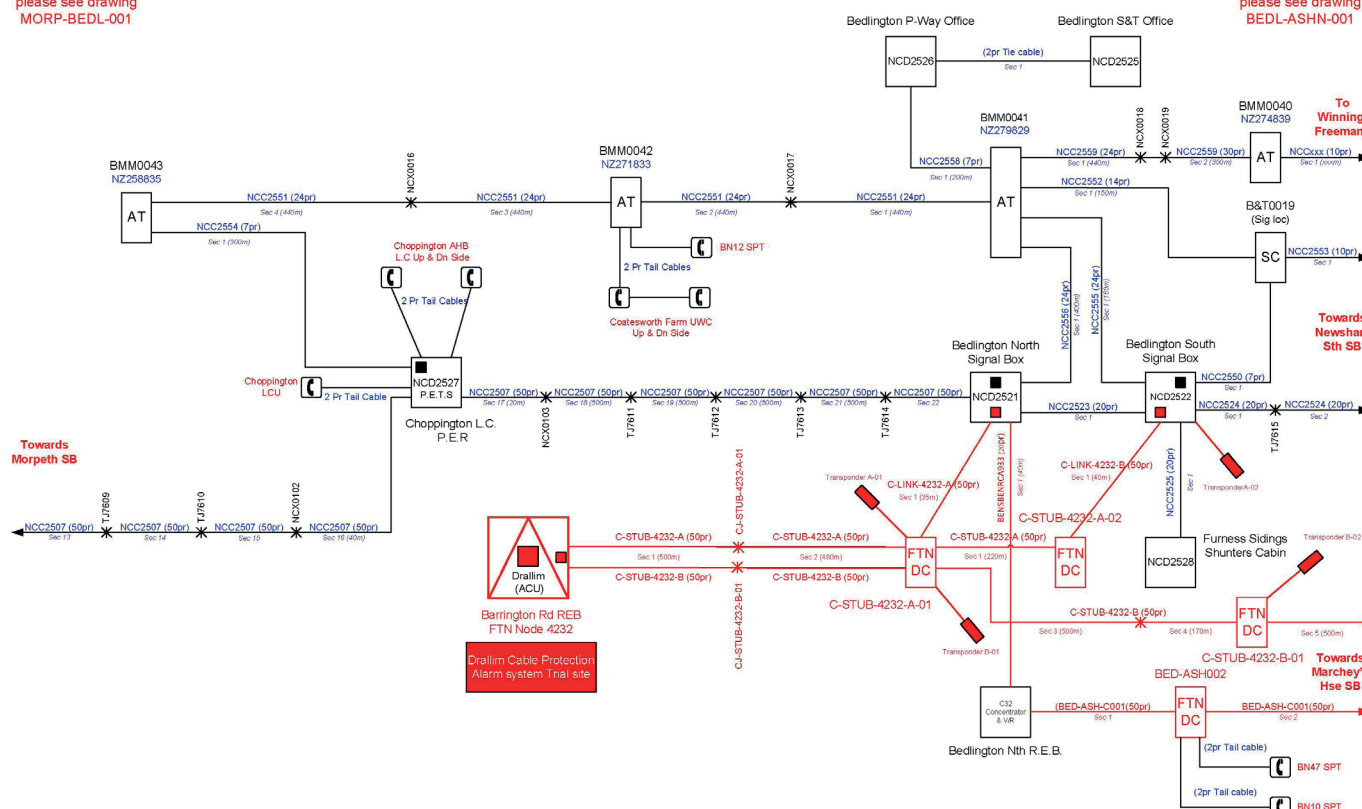 please see drawing
MORP-BEDL-001
please see drawing
BEDL-ASHN-001
Bedlington P-Way Office
Bedlington S&T Office
NCD2526
(2pr Tie cable)
Sec 1
NCD2525
BMM0041
NZ279829
NCX0018
NCX0019
BMM0040
NZ274839
To
Winning
Freeman
BMM0043
NZ258835
NCX0016
BMM0042
NZ271833
NCX0017
NCC2558 (7pr)
Sec 1 (200m)
NCC2559 (24pr)
Sec 1 (440m)
NCC2559 (30pr)
Sec 2 (350m)
AT
NCCxxx (10pr)
Sec 1 (xxxm)
NCC2552 (14pr)
Sec 1 (150m)
AT
NCC2551 (24pr)
Sec 4 (440m)
NCC2551 (24pr)
Sec 3 (440m)
AT
NCC2551 (24pr)
Sec 2 (440m)
NCC2551 (24pr)
Sec 1 (440m)
AT
B&T0019
(Sig loc)
NCC2554 (7pr)
Sec 1 (300m)
Choppington AHB
L.C Up & Dn Side
BN12 SPT
2 Pr Tail Cables
SC
NCC2553 (10pr)
Sec 1
2 Pr Tail Cables
Coatesworth Farm UWC
Up & Dn Side
NCC2556 (24pr)
Sec 1 (400m)
NCC2555 (24pr)
Sec 1 (160m)
Towards
Newsham
Sth SB
Bedlington North
Signal Box
Bedlington South
Signal Box
Choppington
LCU
2 Pr Tail Cable
NCD2527
P.E.T.S
NCC2507 (50pr)
Sec 17 (20m)
NCC2507 (50pr)
Sec 18 (500m)
NCC2507 (50pr)
Sec 19 (500m)
NCC2507 (50pr)
Sec 20 (500m)
NCC2507 (50pr)
Sec 21 (500m)
NCC2507 (50pr)
Sec 22
NCD2521
NCC2523 (20pr)
Sec 1
NCD2522
NCC2550 (7pr)
Sec 1
NCC2524 (20pr)
Sec 1
NCC2524 (20pr)
Sec 2
Choppington L.C.
P.E.R
NCX0103
TJ7611
TJ7612
TJ7613
TJ7614
TJ7615
Towards
Morpeth SB
TJ7609
TJ7610
NCX0102
NCC2507 (50pr)
Sec 13
NCC2507 (50pr)
Sec 14
NCC2507 (50pr)
Sec 15
NCC2507 (50pr)
Sec 16 (40m)
CJ-STUB-4232-A-01
Transponder A-01
C-LINK-4232-A (50pr)
Sec 1 (35m)
BENSBENRCA933 (20pr)
Sec 1 (40m)
C-LINK-4232-B (50pr)
Sec 1 (40m)
NCC2525 (20pr)
Sec 1
TransponderA-02
C-STUB-4232-A-02
Drallim
(ACU)
C-STUB-4232-A (50pr)
Sec 1 (500m)
C-STUB-4232-A (50pr)
Sec 2 (480m)
C-STUB-4232-B (50pr)
C-STUB-4232-B (50pr)
FTN
DC
C-STUB-4232-A (50pr)
Sec 1 (220m)
FTN
DC
NCD2528
Furness Sidings
Shunters Cabin
Transponder B-02
CJ-STUB-4232-B-01
Barrington Rd REB
FTN Node 4232
C-STUB-4232-A-01
Transponder B-01
C-STUB-4232-B (50pr)
Sec 3 (500m)
Sec 4 (170m)
FTN
DC
Sec 5 (500m)
C-STUB-4232-B-01
Drallim Cable Protection
Alarm system Trial site
Towards
Marchey's
Hse SB
BED-ASH002
C32
Concentrator
& V/R
(BED-ASH-C001(50pr)
Sec 1
FTN
DC
BED-ASH-C001(50pr)
Sec 2
Bedlington Nth R.E.B.
(2pr Tail cable)
BN47 SPT
(2pr Tail cable)
BN10 SPT